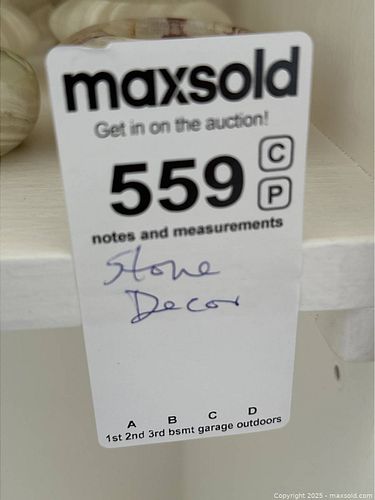 maxsold
Get in on the auction!
559
C
P
notes and measurements
Stone
Decor
A B C D
1st 2nd 3rd bsmt garage outdoors
Copyright © 2025 - maxsold.com